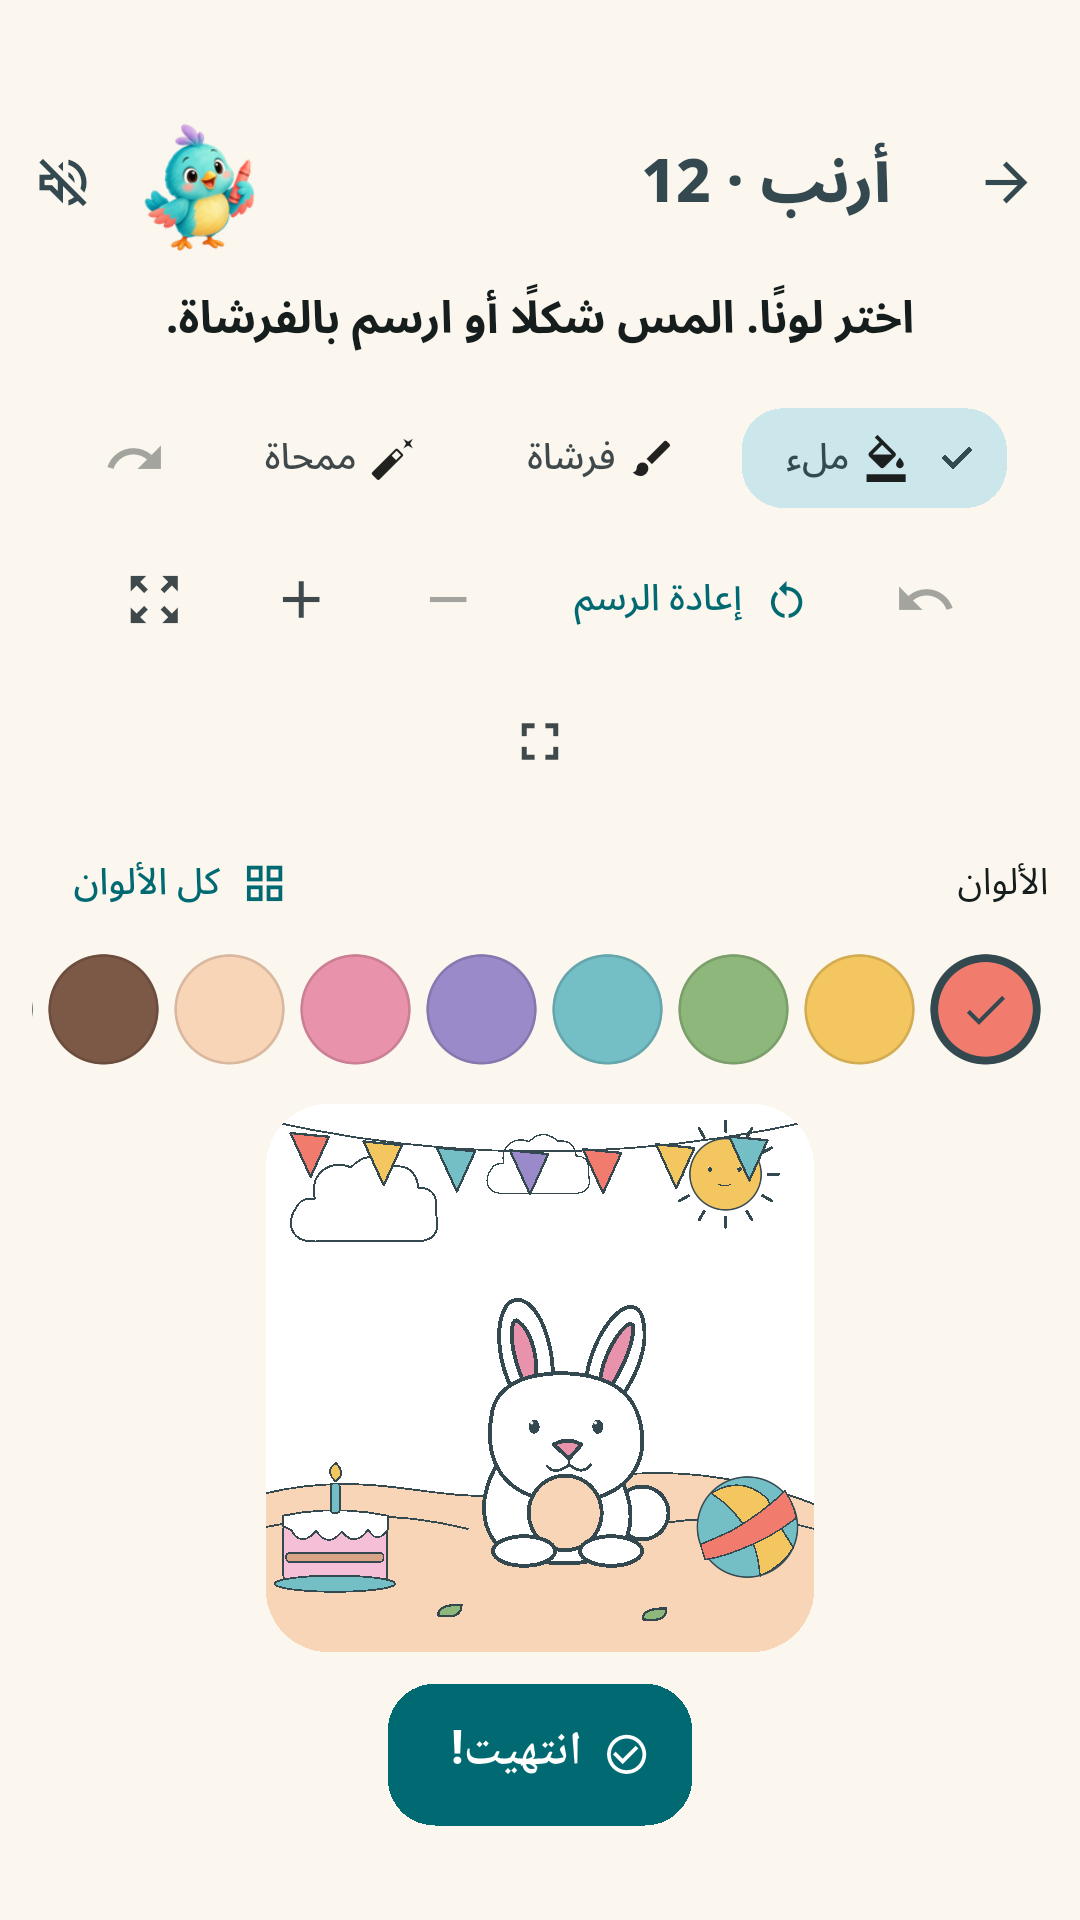 أرنب · 12
اختر لونًا. المس شكلًا أو ارسم بالفرشاة.
ملء
فرشاة
ممحاة
إعادة الرسم
الألوان
كل الألوان
انتهيت!